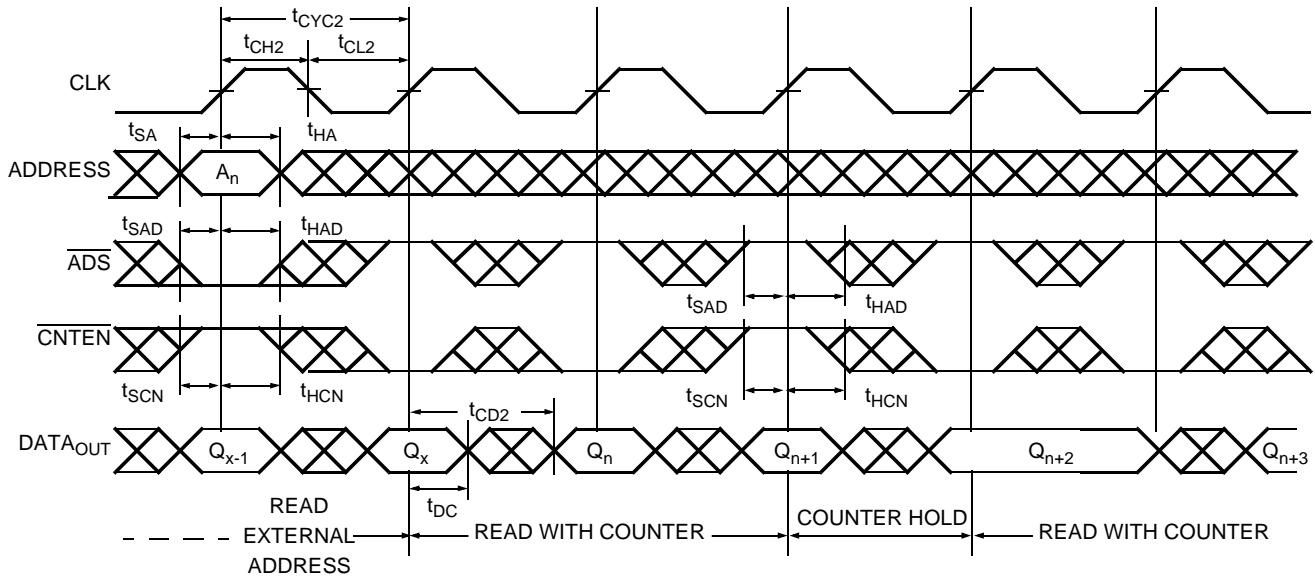 tCYC2
tCH2 tCL2
CLK
tSA tHA
ADDRESS An
tSAD tHAD
ADS
tSAD tHAD
CNTEN
tSCN tHCN tSCN tHCN
tCD2
DATAOUT Qx-1 Qx Qn Qn+1 Qn+2 Qn+3
tDC
READ
EXTERNAL
ADDRESS
READ WITH COUNTER
COUNTER HOLD
READ WITH COUNTER